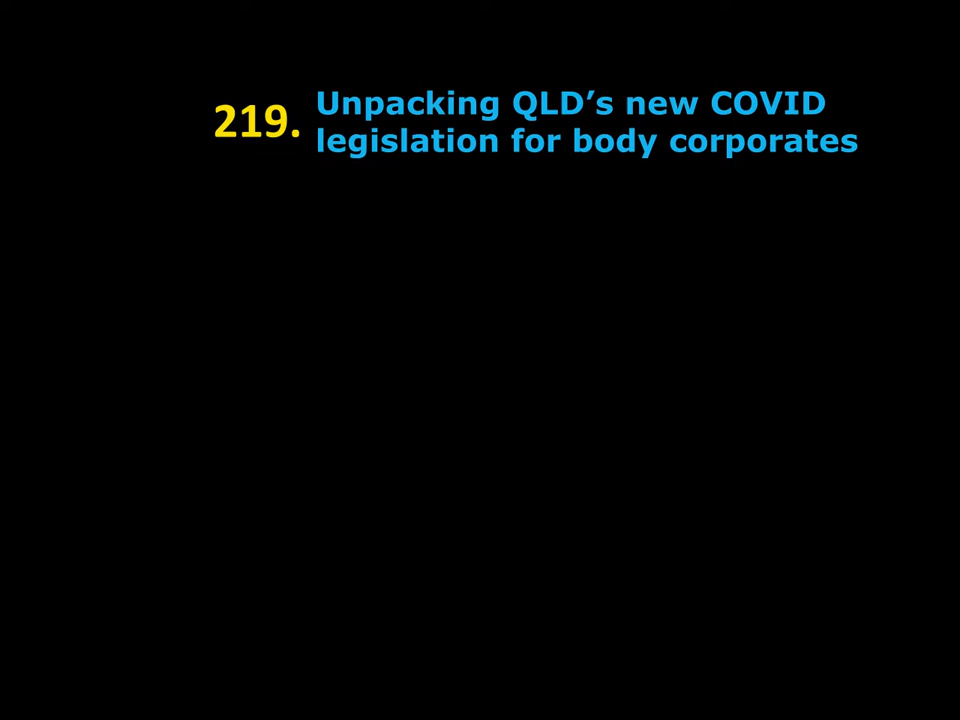 219.
Unpacking QLD’s new COVID
legislation for body corporates